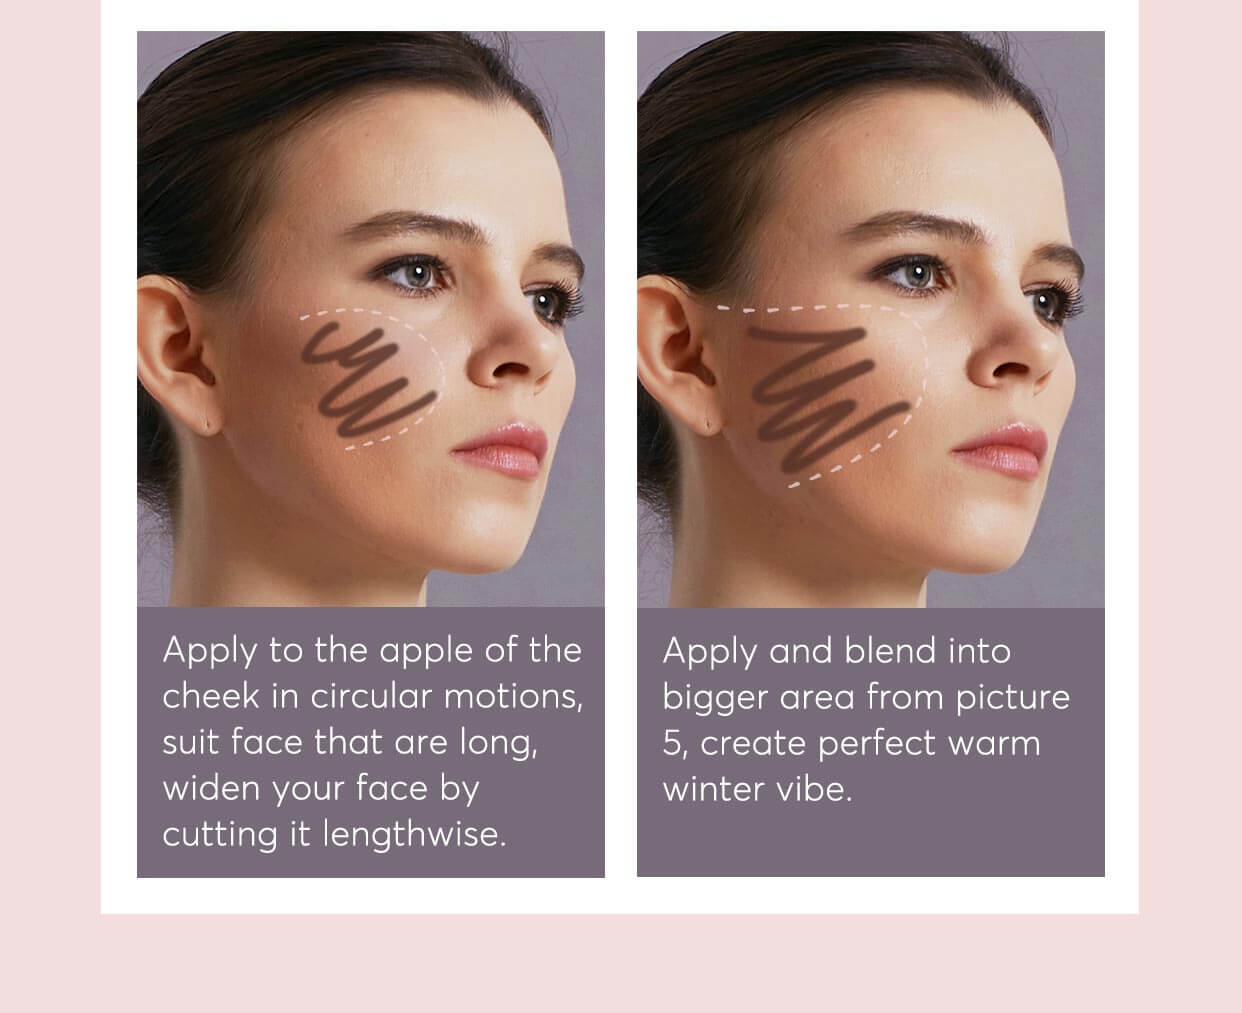 Apply to the apple of the
cheek in circular motions,
suit face that are long,
widen your face by
cutting it lengthwise.
Apply and blend into
bigger area from picture
5, create perfect warm
winter vibe.